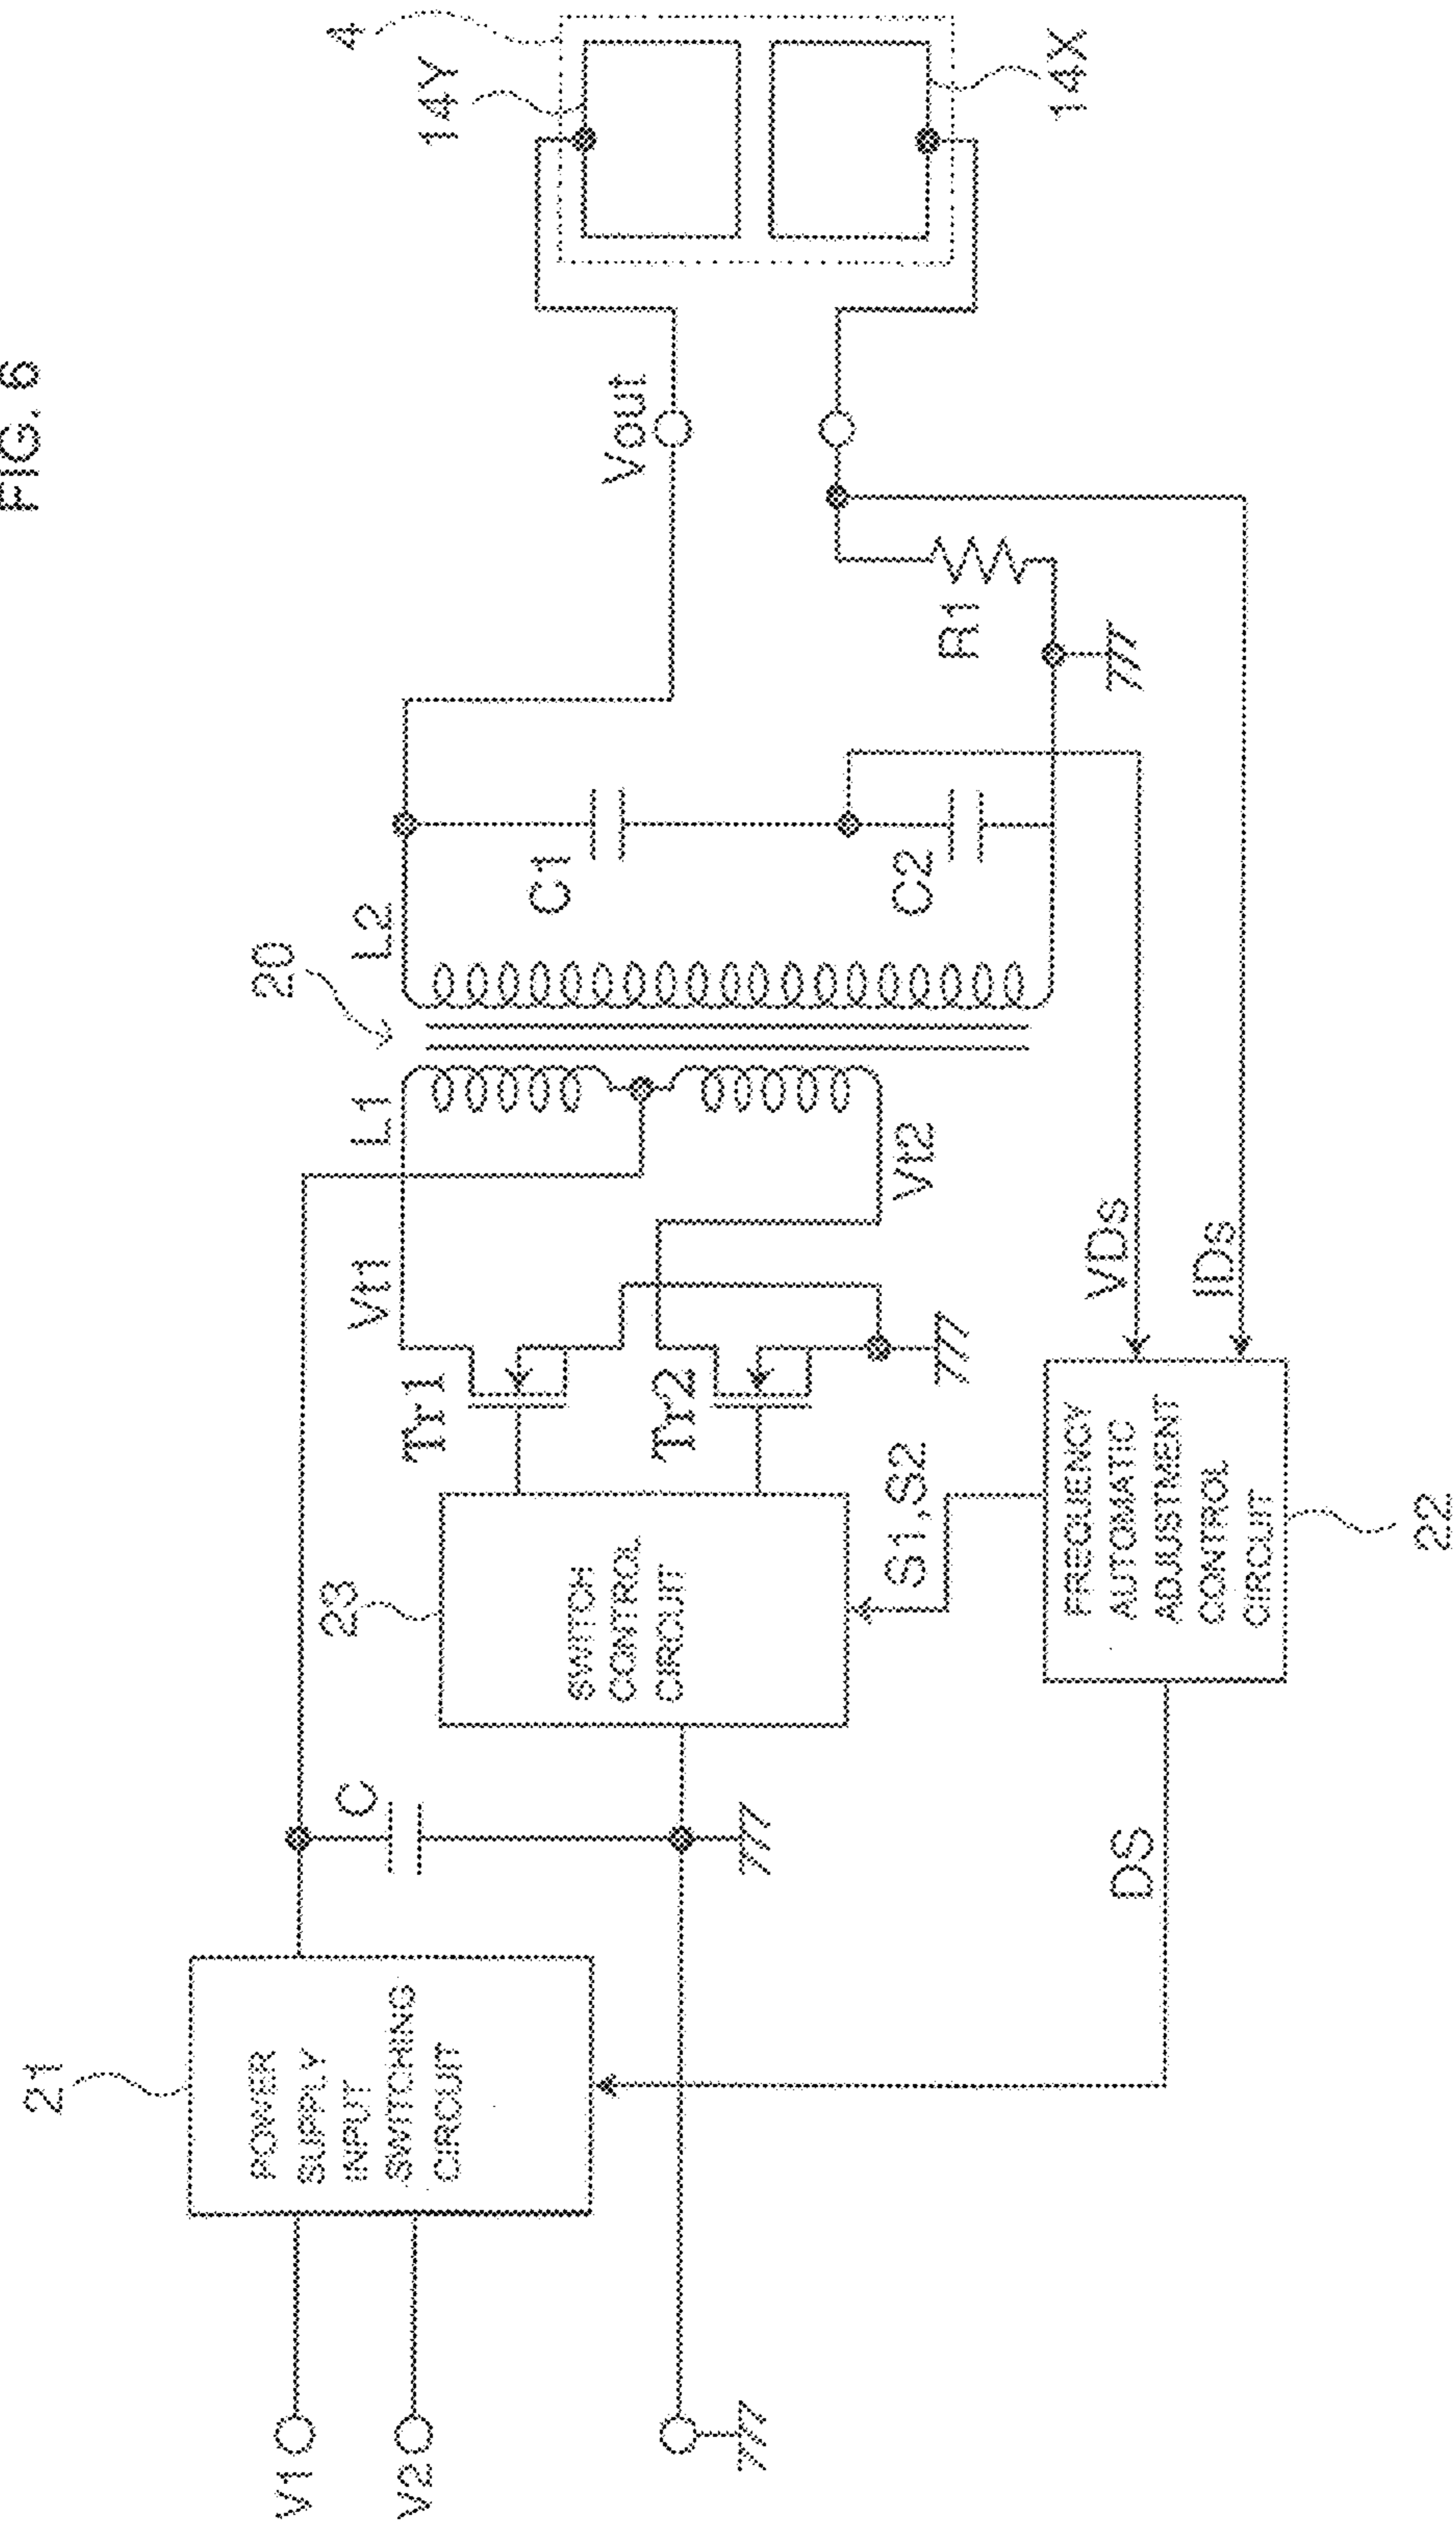 FIG. 6
V1
V2
21
POWER
SUPPLY
INPUT
SWITCHING
CIRCUIT
C
23
SWITCH
CONTROL
CIRCUIT
Tr1
Tr2
Vt1
Vt2
L1
20
L2
C1
C2
R1
Vout
14Y
4
14X
S1,S2
DS
FREQUENCY
AUTOMATIC
ADJUSTMENT
CONTROL
CIRCUIT
22
VDs
IDs